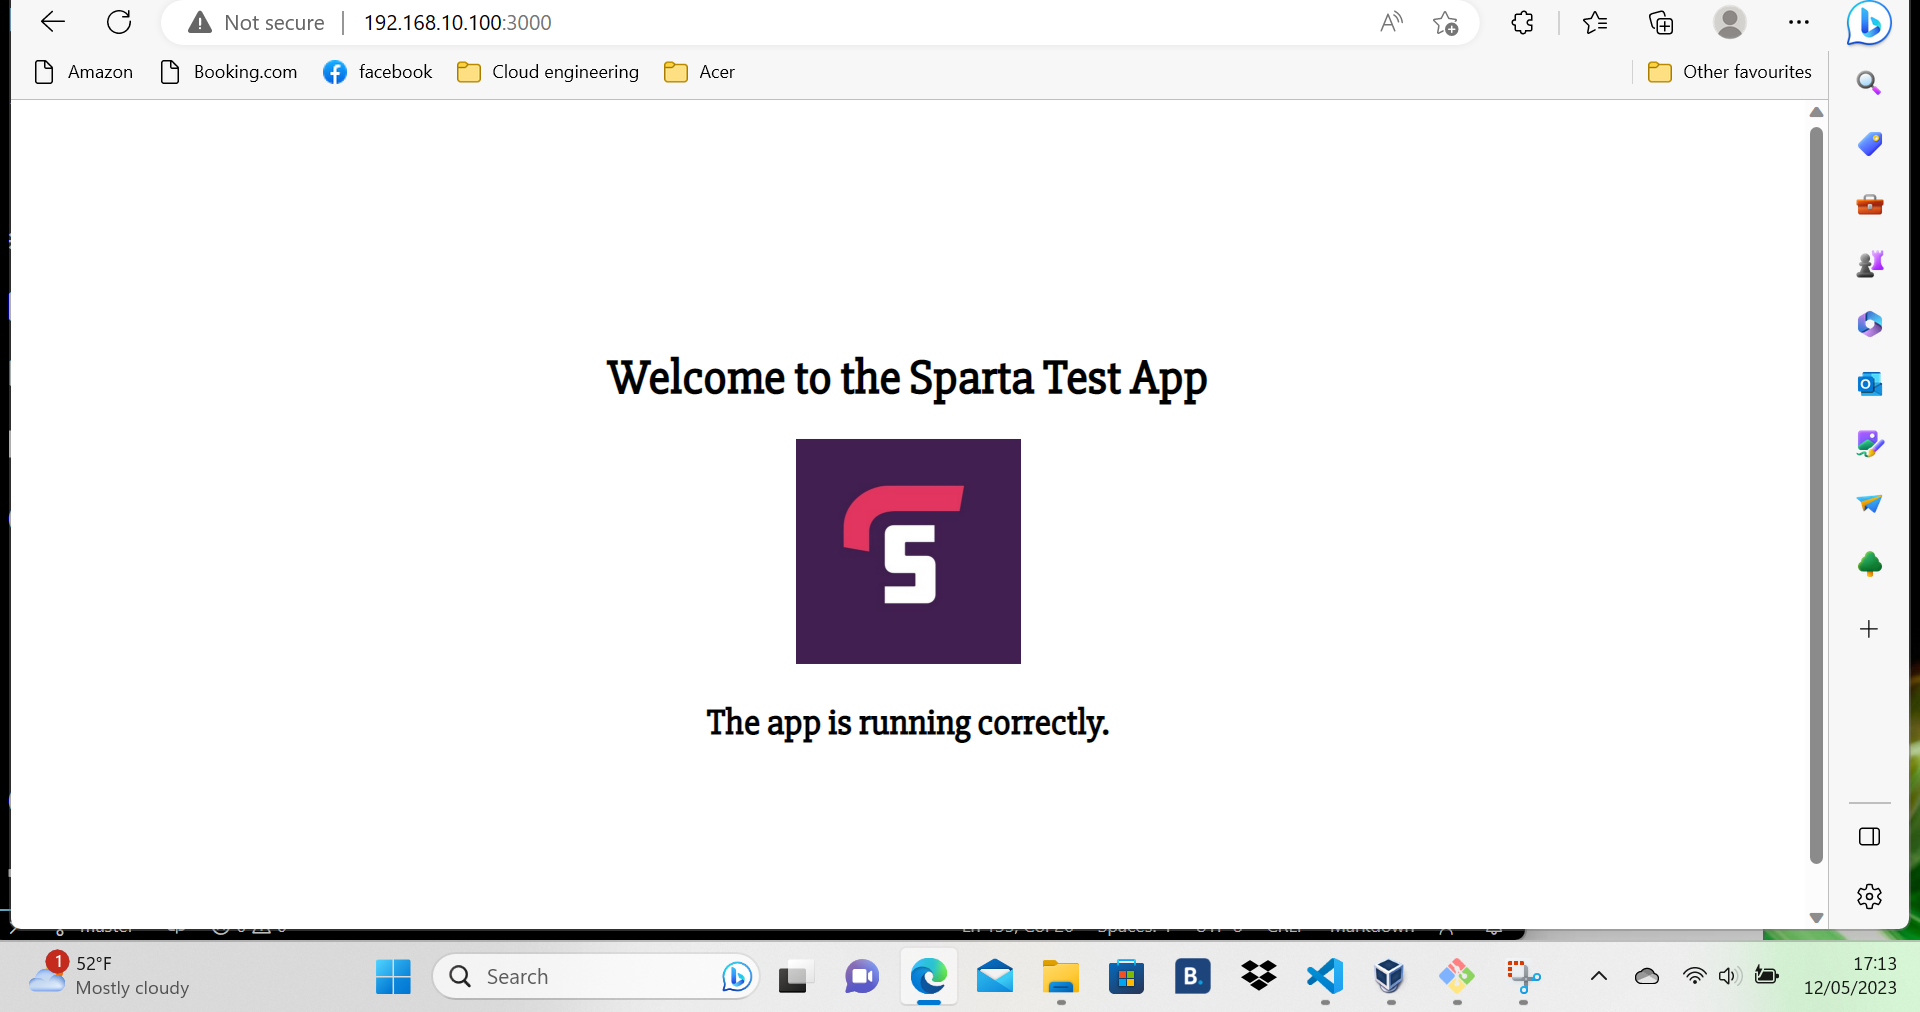 Not secure 192.168.10.100:3000
Amazon Booking.com facebook Cloud engineering Acer Other favourites
Welcome to the Sparta Test App
S
The app is running correctly.
1 52°F
Mostly cloudy
Search
B.
17:13
12/05/2023